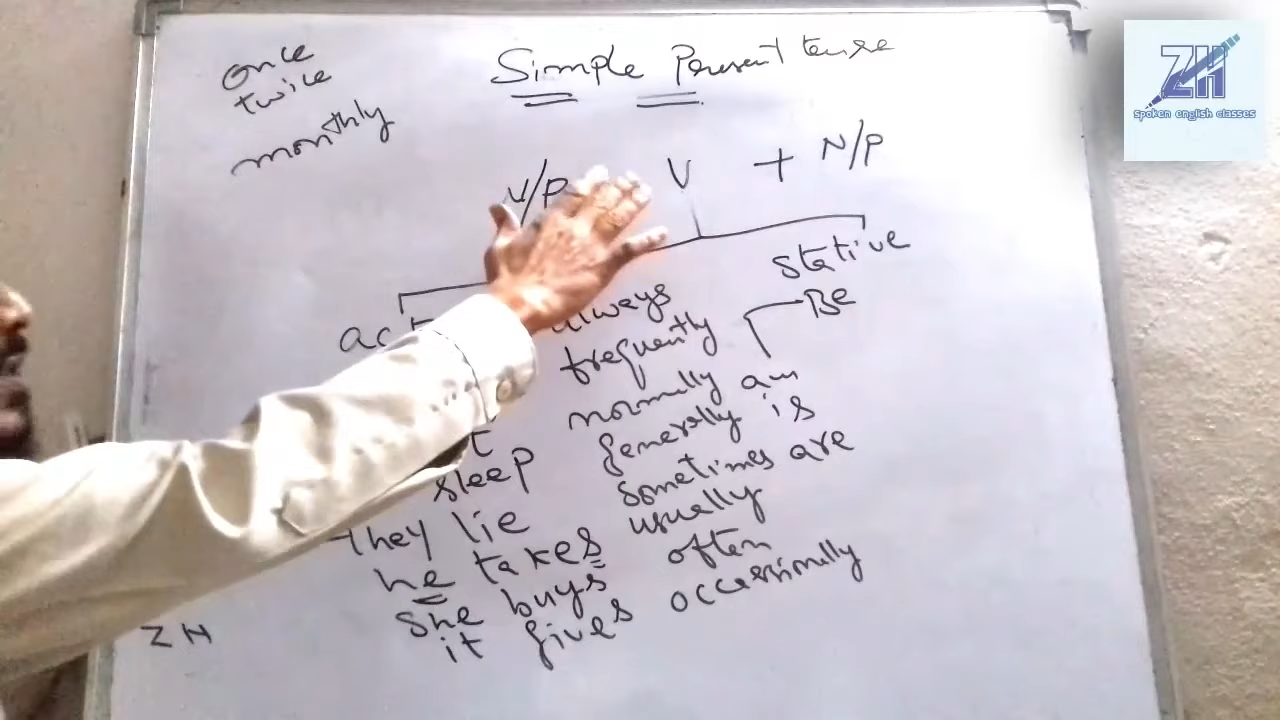 once
twice
monthly
Simple Present tense
N/P V + N/P
stative
Be
always
frequently
normally am
generally is
sometimes are
sleep
usually
They lie
often
he takes
occassionally
she buys
it gives
ZH
ZH
spoken english classes